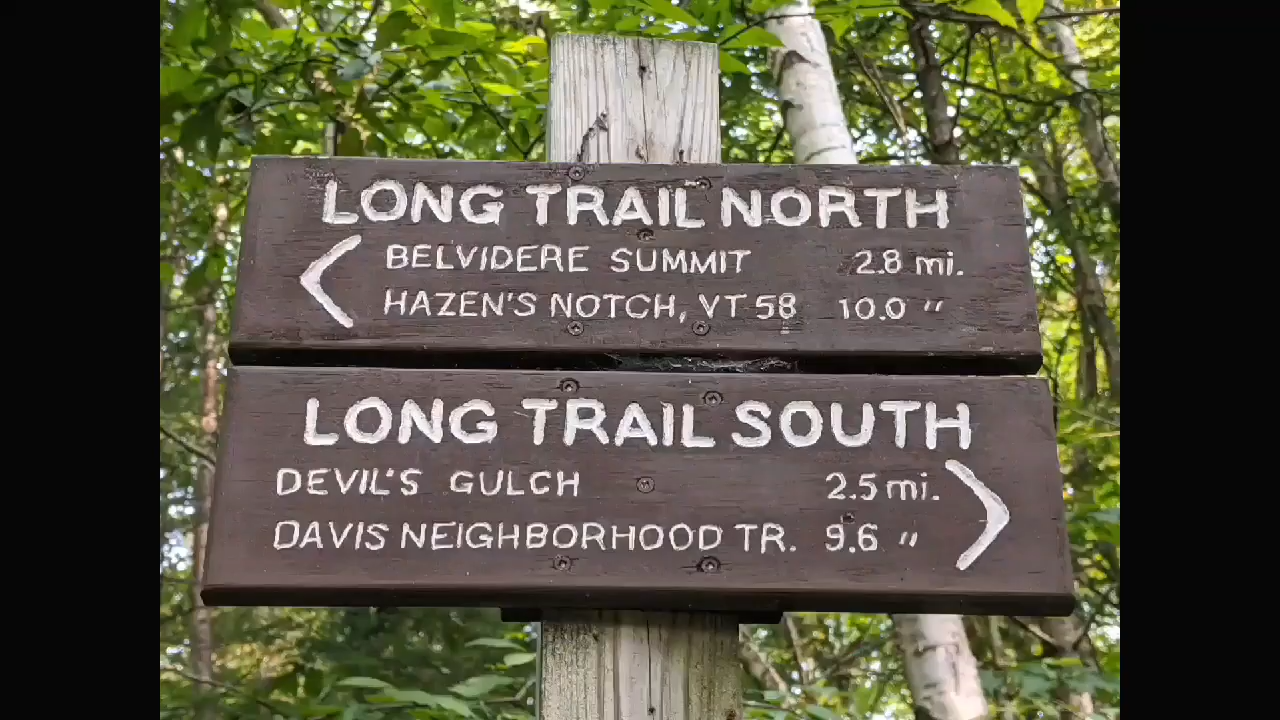 LONG TRAIL NORTH
BELVIDERE SUMMIT 2.8 mi.
HAZEN'S NOTCH, VT 58 10.0 "
LONG TRAIL SOUTH
DEVIL'S GULCH 2.5 mi.
DAVIS NEIGHBORHOOD TR. 9.6 "